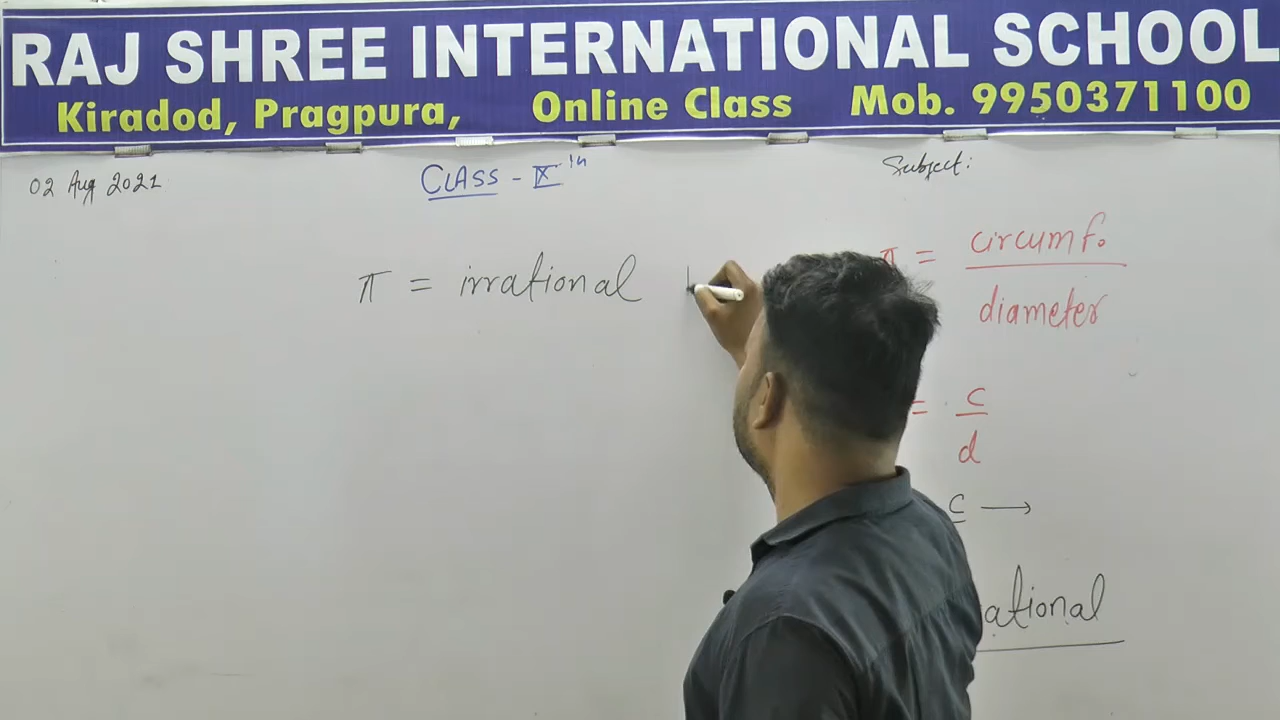 RAJ SHREE INTERNATIONAL SCHOOL
Kiradod, Pragpura, Online Class Mob. 9950371100
02 Aug 2021
CLASS - X th
Subject:
π = irrational
π = circumf.
diameter
= c
d
c →
ational